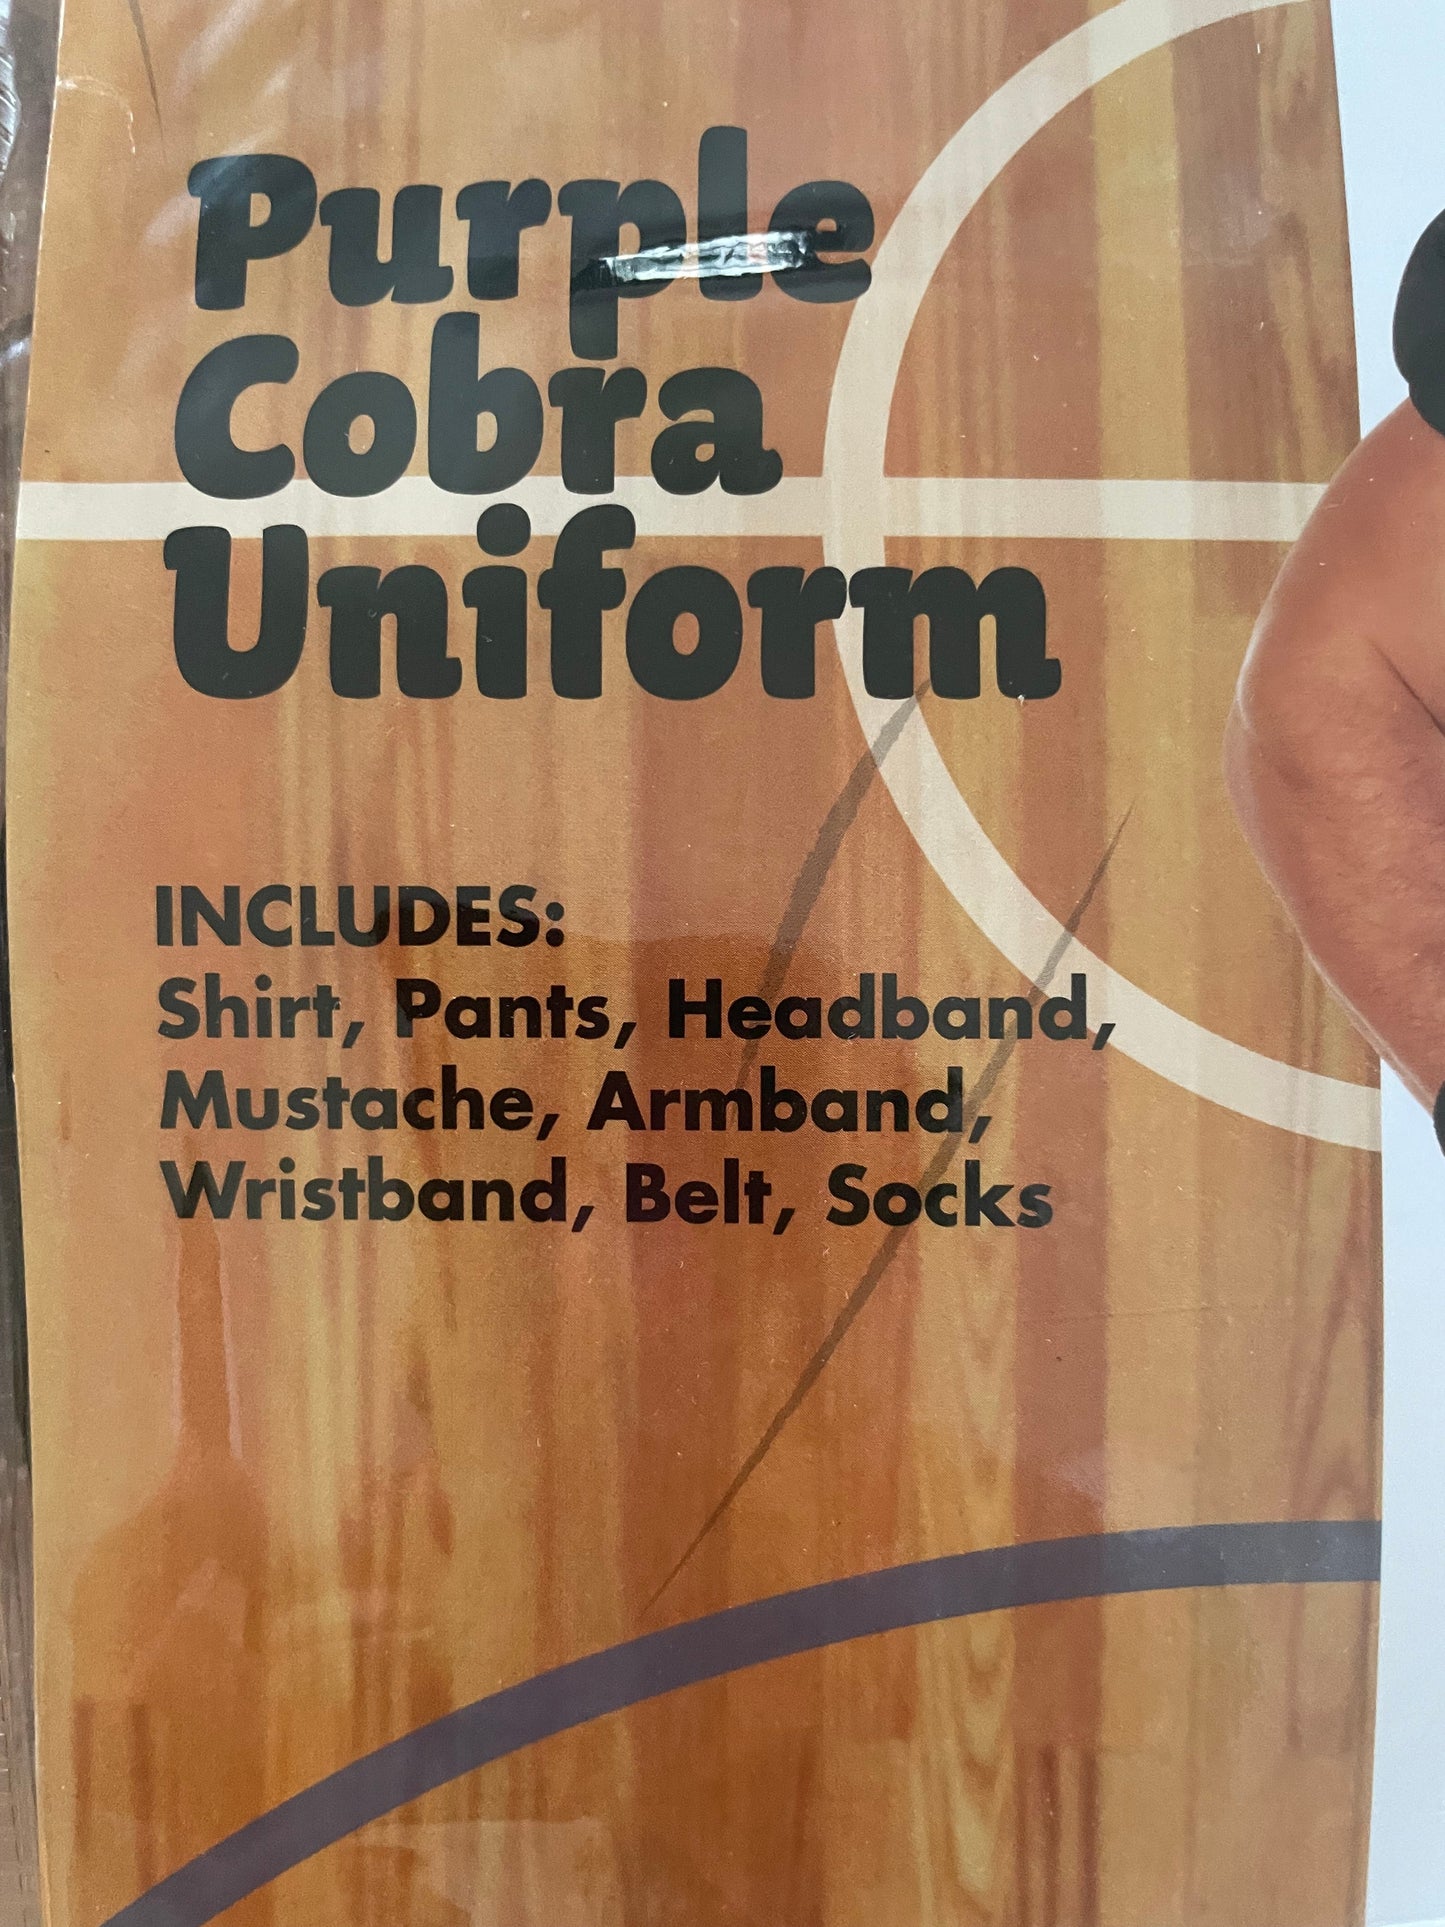 Purple
Cobra
Uniform
INCLUDES:
Shirt, Pants, Headband,
Mustache, Armband,
Wristband, Belt, Socks